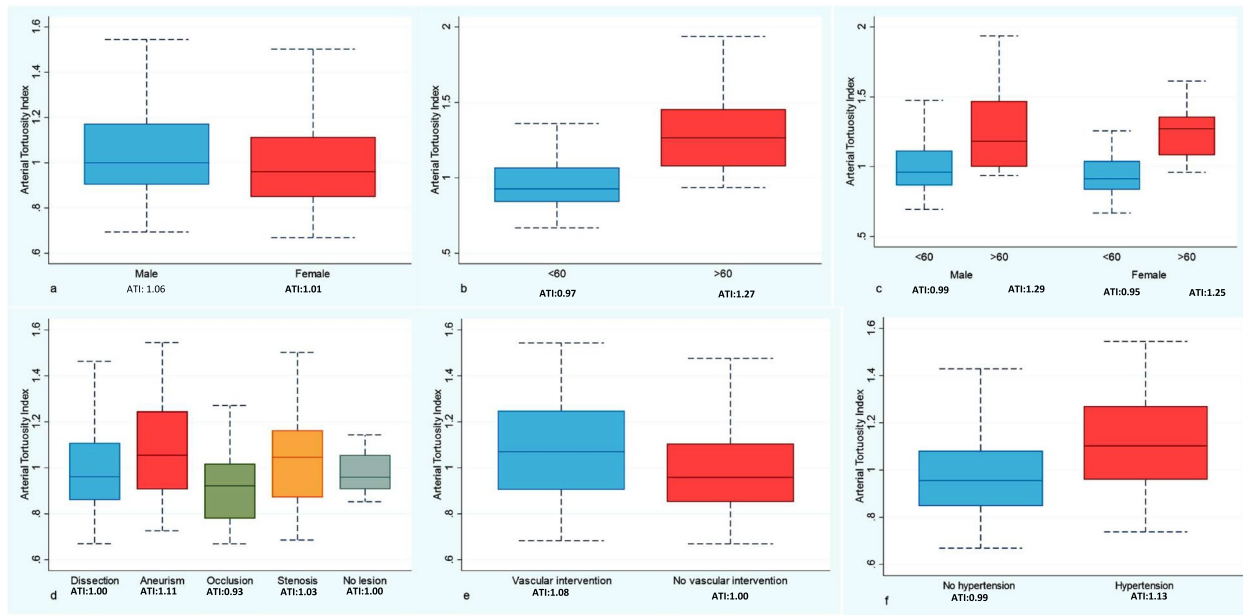 Arterial Tortuosity Index
1.6
1.4
1.2
1
.8
.6
Male Female
a ATI: 1.06 ATI:1.01
Arterial Tortuosity Index
2
1.5
1
.5
<60 >60
b ATI:0.97 ATI:1.27
Arterial Tortuosity Index
2
1.5
1
.5
<60 >60 <60 >60
Male Female
c ATI:0.99 ATI:1.29 ATI:0.95 ATI:1.25
Arterial Tortuosity Index
1.6
1.4
1.2
1
.8
.6
Dissection Aneurism Occlusion Stenosis No lesion
d ATI:1.00 ATI:1.11 ATI:0.93 ATI:1.03 ATI:1.00
Arterial Tortuosity Index
1.6
1.4
1.2
1
.8
.6
Vascular intervention No vascular intervention
e ATI:1.08 ATI:1.00
Arterial Tortuosity Index
1.6
1.4
1.2
1
.8
.6
No hypertension Hypertension
f ATI:0.99 ATI:1.13